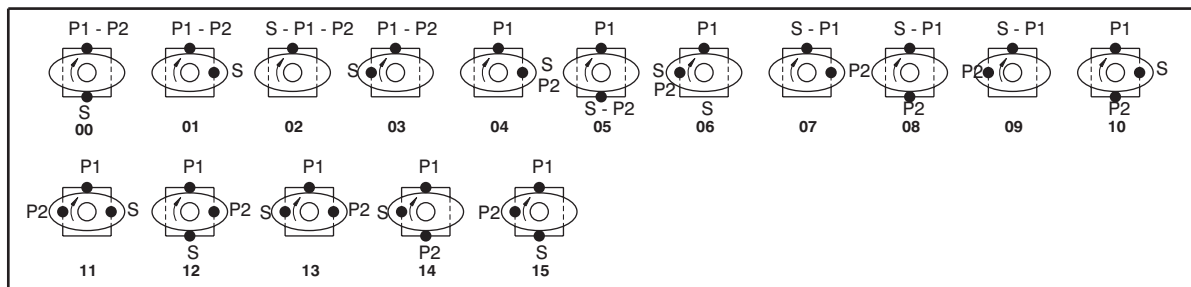 P1 - P2 P1 - P2 S - P1 - P2 P1 - P2 P1 P1 P1 S - P1 S - P1 S - P1 P1
S S S P2 S P2 P2 P2 S
S S - P2 S P2 P2
00 01 02 03 04 05 06 07 08 09 10
P1 P1 P1 P1 P1
P2 S P2 S P2 S P2
S P2 S
11 12 13 14 15